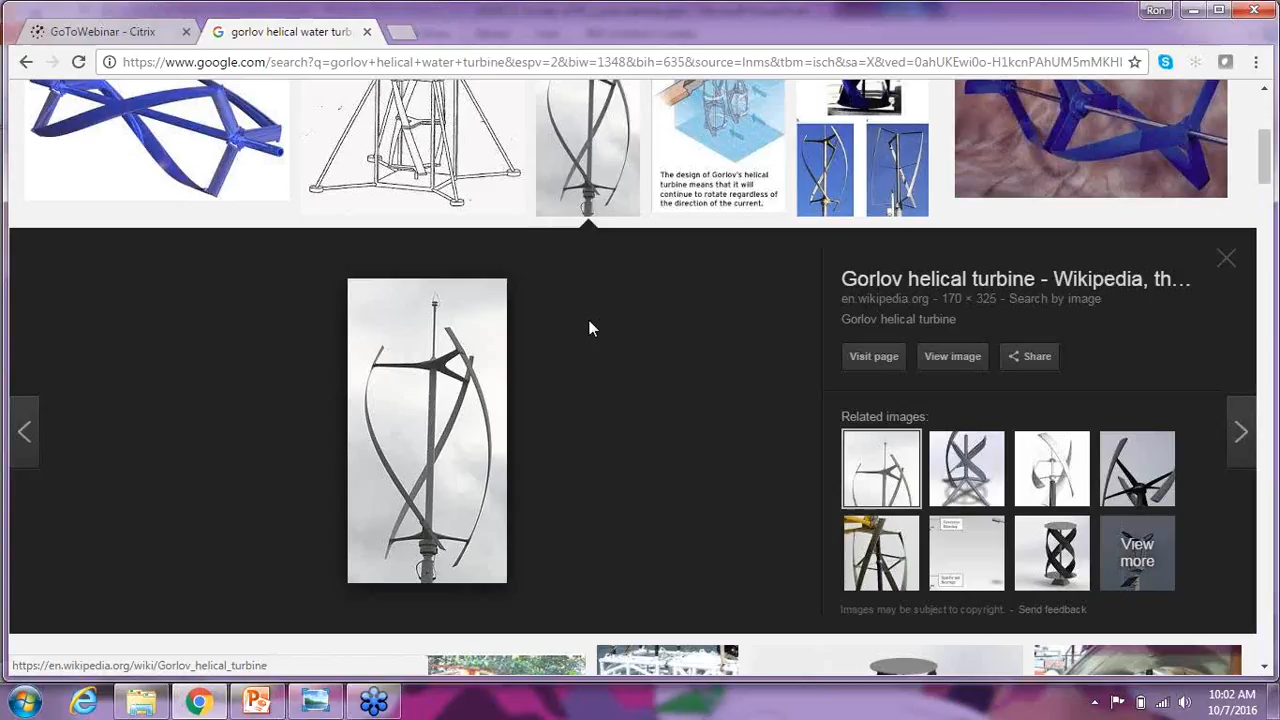 Ron
GoToWebinar - Citrix
gorlov helical water turb
https://www.google.com/search?q=gorlov+helical+water+turbine&espv=2&biw=1348&bih=635&source=lnms&tbm=isch&sa=X&ved=0ahUKEwi0o-H1kcnPAhUM5mMKHI
The design of Gorlov's helical
turbine means that it will
continue to rotate regardless of
the direction of the current.
Gorlov helical turbine - Wikipedia, th...
en.wikipedia.org - 170 × 325 - Search by image
Gorlov helical turbine
Visit page
View image
Share
Related images:
View
more
Images may be subject to copyright. - Send feedback
https://en.wikipedia.org/wiki/Gorlov_helical_turbine
10:02 AM
10/7/2016